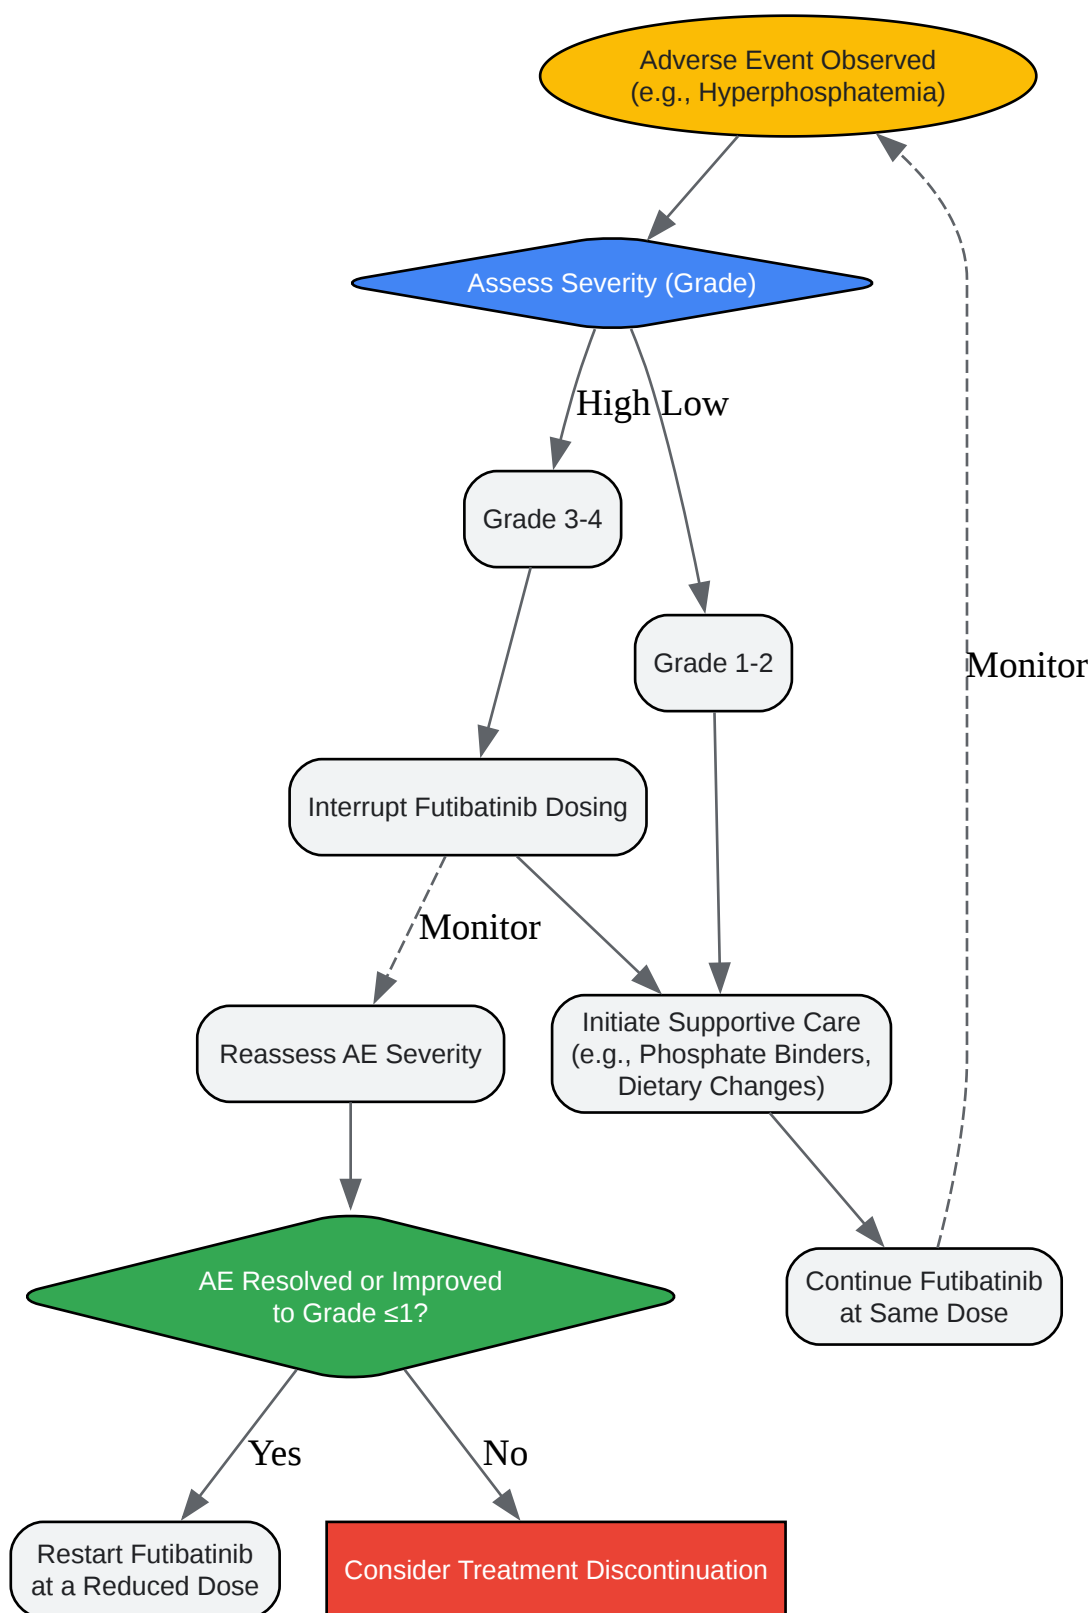 Adverse Event Observed
(e.g., Hyperphosphatemia)
Assess Severity (Grade)
High
Low
Grade 3-4
Grade 1-2
Monitor
Interrupt Futibatinib Dosing
Monitor
Initiate Supportive Care
(e.g., Phosphate Binders,
Dietary Changes)
Reassess AE Severity
AE Resolved or Improved
to Grade ≤1?
Continue Futibatinib
at Same Dose
Yes
No
Restart Futibatinib
at a Reduced Dose
Consider Treatment Discontinuation